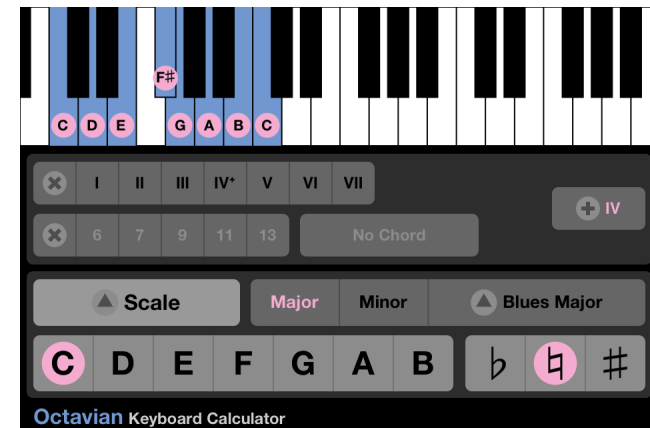 F♯
C D E G A B C
I II III IV+ V VI VII
+ IV
6 7 9 11 13 No Chord
Scale Major Minor Blues Major
C D E F G A B ♭ ♮ ♯
Octavian Keyboard Calculator